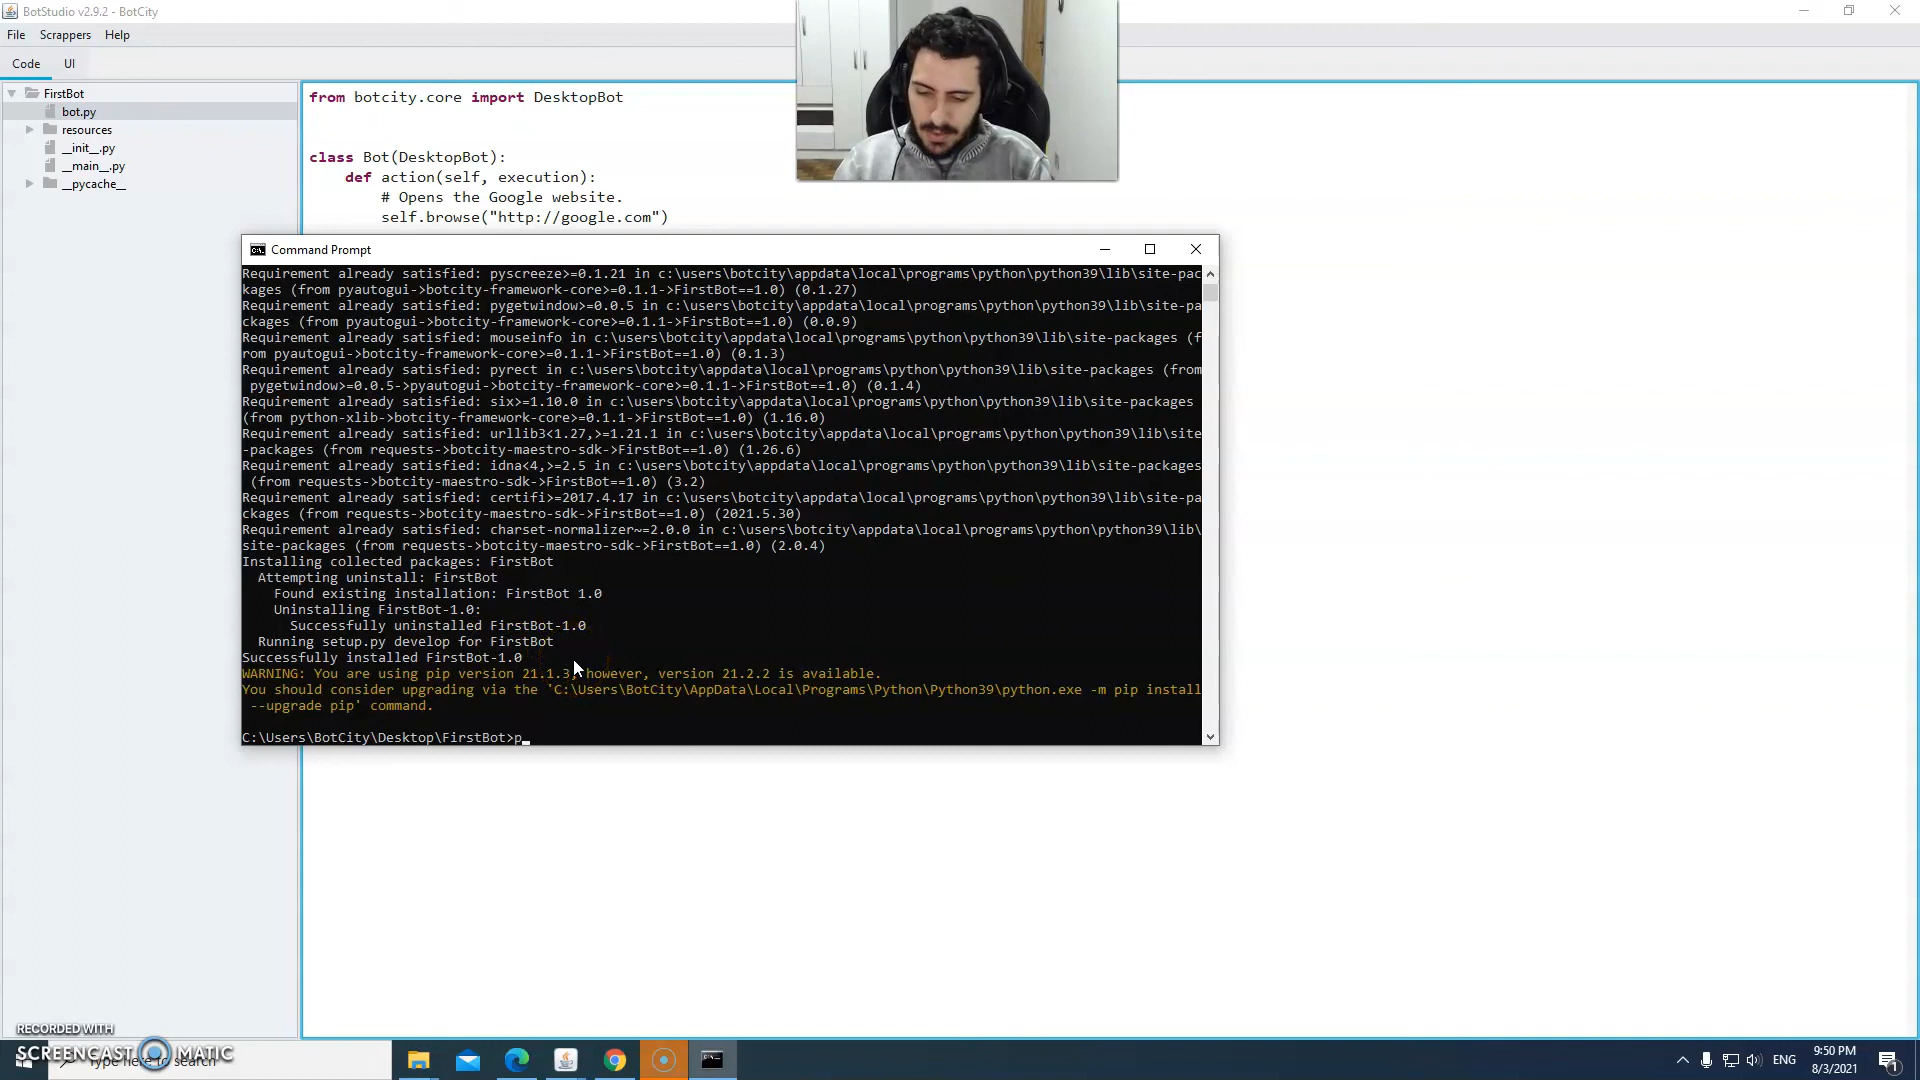 BotStudio v2.9.2 - BotCity
File Scrappers Help
Code UI
FirstBot
bot.py
resources
__init__.py
__main__.py
__pycache__
from botcity.core import DesktopBot
class Bot(DesktopBot):
def action(self, execution):
# Opens the Google website.
self.browse("http://google.com")
Command Prompt
Requirement already satisfied: pyscreeze>=0.1.21 in c:\users\botcity\appdata\local\programs\python\python39\lib\site-pac
kages (from pyautogui->botcity-framework-core>=0.1.1->FirstBot==1.0) (0.1.27)
Requirement already satisfied: pygetwindow>=0.0.5 in c:\users\botcity\appdata\local\programs\python\python39\lib\site-pa
ckages (from pyautogui->botcity-framework-core>=0.1.1->FirstBot==1.0) (0.0.9)
Requirement already satisfied: mouseinfo in c:\users\botcity\appdata\local\programs\python\python39\lib\site-packages (f
rom pyautogui->botcity-framework-core>=0.1.1->FirstBot==1.0) (0.1.3)
Requirement already satisfied: pyrect in c:\users\botcity\appdata\local\programs\python\python39\lib\site-packages (from
pygetwindow>=0.0.5->pyautogui->botcity-framework-core>=0.1.1->FirstBot==1.0) (0.1.4)
Requirement already satisfied: six>=1.10.0 in c:\users\botcity\appdata\local\programs\python\python39\lib\site-packages
(from python-xlib->botcity-framework-core>=0.1.1->FirstBot==1.0) (1.16.0)
Requirement already satisfied: urllib3<1.27,>=1.21.1 in c:\users\botcity\appdata\local\programs\python\python39\lib\site
-packages (from requests->botcity-maestro-sdk->FirstBot==1.0) (1.26.6)
Requirement already satisfied: idna<4,>=2.5 in c:\users\botcity\appdata\local\programs\python\python39\lib\site-packages
(from requests->botcity-maestro-sdk->FirstBot==1.0) (3.2)
Requirement already satisfied: certifi>=2017.4.17 in c:\users\botcity\appdata\local\programs\python\python39\lib\site-pa
ckages (from requests->botcity-maestro-sdk->FirstBot==1.0) (2021.5.30)
Requirement already satisfied: charset-normalizer~=2.0.0 in c:\users\botcity\appdata\local\programs\python\python39\lib\
site-packages (from requests->botcity-maestro-sdk->FirstBot==1.0) (2.0.4)
Installing collected packages: FirstBot
Attempting uninstall: FirstBot
Found existing installation: FirstBot 1.0
Uninstalling FirstBot-1.0:
Successfully uninstalled FirstBot-1.0
Running setup.py develop for FirstBot
Successfully installed FirstBot-1.0
WARNING: You are using pip version 21.1.3; however, version 21.2.2 is available.
You should consider upgrading via the 'C:\Users\BotCity\AppData\Local\Programs\Python\Python39\python.exe -m pip install
--upgrade pip' command.
C:\Users\BotCity\Desktop\FirstBot>p_
RECORDED WITH
SCREENCAST MATIC
Type here to search
ENG
9:50 PM
8/3/2021
1